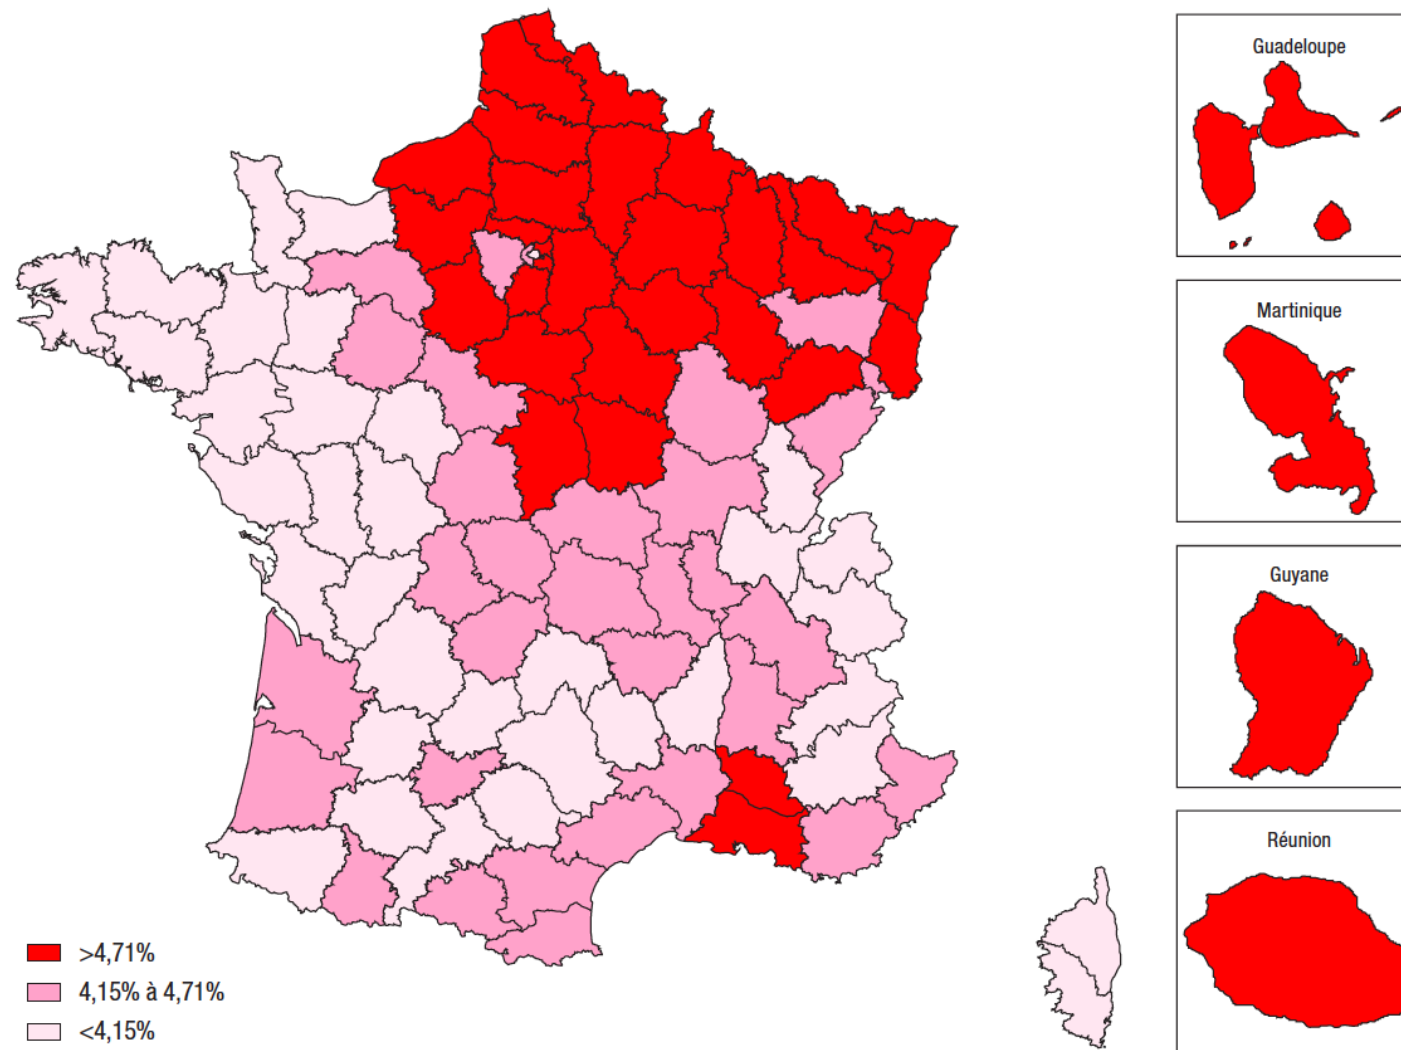 Guadeloupe
Martinique
Guyane
Réunion
>4,71%
4,15% à 4,71%
<4,15%